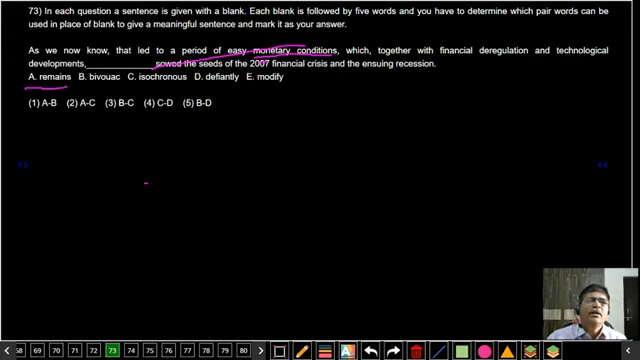 73) In each question a sentence is given with a blank. Each blank is followed by five words and you have to determine which pair words can be
used in place of blank to give a meaningful sentence and mark it as your answer.
As we now know, that led to a period of easy monetary conditions, which, together with financial deregulation and technological
developments,____________sowed the seeds of the 2007 financial crisis and the ensuing recession.
A. remains B. bivouac C. isochronous D. defiantly E. modify
(1) A-B (2) A-C (3) B-C (4) C-D (5) B-D
>> <<
68 69 70 71 72 73 74 75 76 77 78 79 80